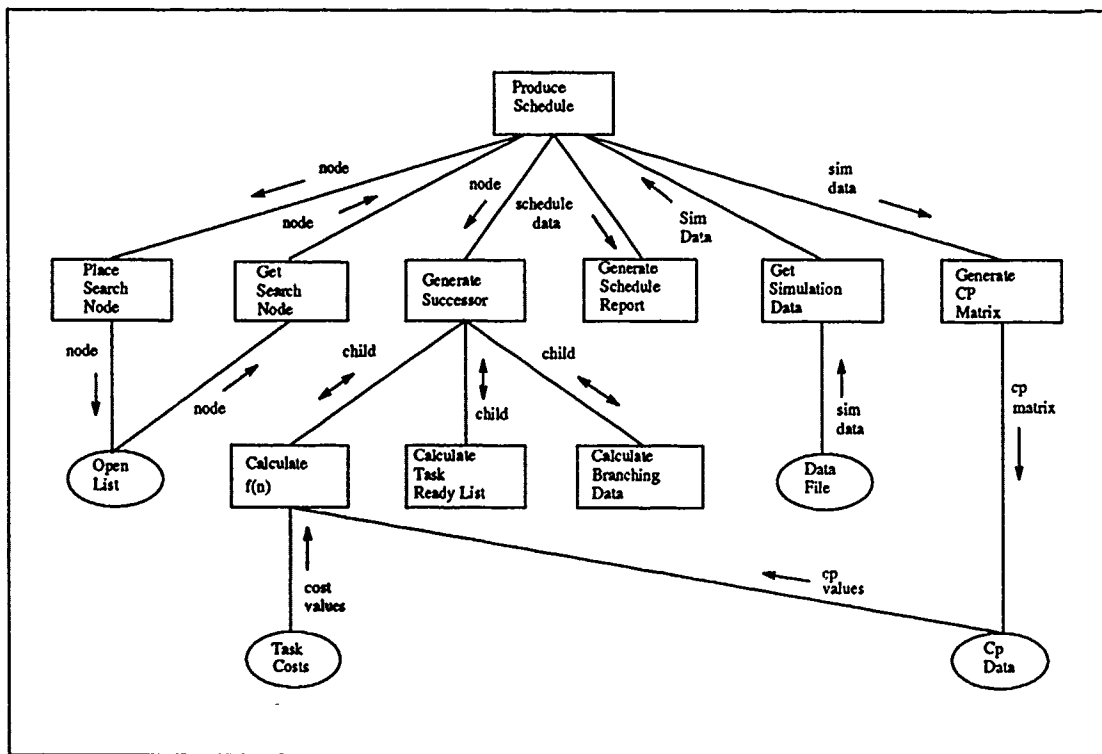 Produce
Schedule
node
node
node
schedule
data
Sim
Data
sim
data
Place
Search
Node
Get
Search
Node
Generate
Successor
Generate
Schedule
Report
Get
Simulation
Data
Generate
CP
Matrix
node
node
child
child
child
sim
data
cp
matrix
Open
List
Calculate
f(n)
Calculate
Task
Ready List
Calculate
Branching
Data
Data
File
cost
values
cp
values
Task
Costs
Cp
Data